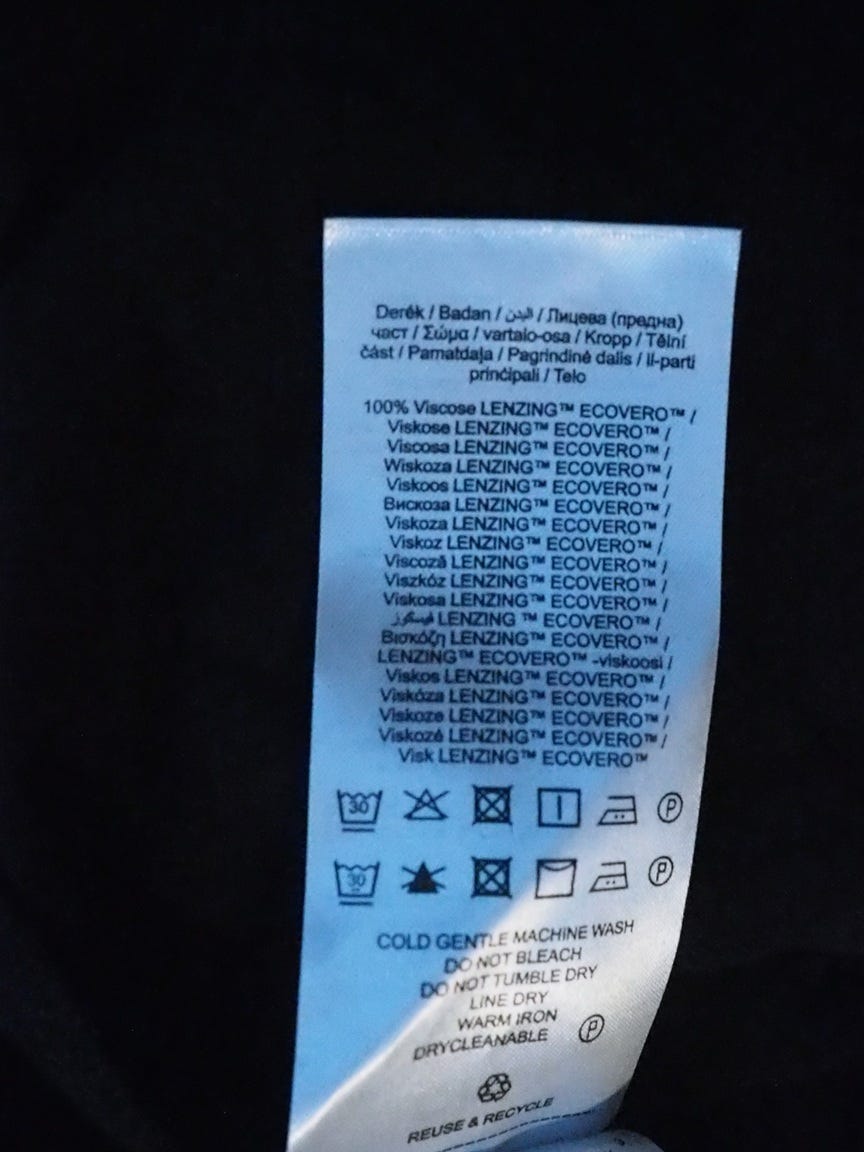 Derék / Badan / البدن / Лицева (предна)
част / Σώμα / vartalo-osa / Kropp / Tělní
část / Pamatdaļa / Pagrindinė dalis / Il-parti
prinċipali / Telo
100% Viscose LENZING™ ECOVERO™ /
Viskose LENZING™ ECOVERO™ /
Viscosa LENZING™ ECOVERO™ /
Wiskoza LENZING™ ECOVERO™ /
Viskoos LENZING™ ECOVERO™ /
Вискоза LENZING™ ECOVERO™ /
Viskoza LENZING™ ECOVERO™ /
Viskoz LENZING™ ECOVERO™ /
Viscoză LENZING™ ECOVERO™ /
Viszkóz LENZING™ ECOVERO™ /
Viskosa LENZING™ ECOVERO™ /
فيسكوز LENZING ™ ECOVERO™ /
Βισκόζη LENZING™ ECOVERO™ /
LENZING™ ECOVERO™ -viskoosi /
Viskos LENZING™ ECOVERO™ /
Viskóza LENZING™ ECOVERO™ /
Viskoze LENZING™ ECOVERO™ /
Viskozė LENZING™ ECOVERO™ /
Visk LENZING™ ECOVERO™
30 P
30 P
COLD GENTLE MACHINE WASH
DO NOT BLEACH
DO NOT TUMBLE DRY
LINE DRY
WARM IRON
DRYCLEANABLE P
REUSE & RECYCLE